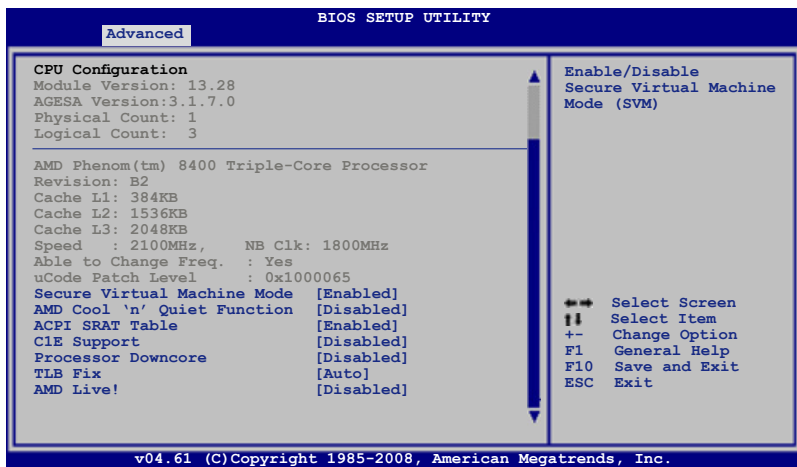 BIOS SETUP UTILITY
Advanced
CPU Configuration
Module Version: 13.28
AGESA Version:3.1.7.0
Physical Count: 1
Logical Count: 3
AMD Phenom(tm) 8400 Triple-Core Processor
Revision: B2
Cache L1: 384KB
Cache L2: 1536KB
Cache L3: 2048KB
Speed : 2100MHz, NB Clk: 1800MHz
Able to Change Freq. : Yes
uCode Patch Level : 0x1000065
Secure Virtual Machine Mode [Enabled]
AMD Cool ‘n’ Quiet Function [Disabled]
ACPI SRAT Table [Enabled]
C1E Support [Disabled]
Processor Downcore [Disabled]
TLB Fix [Auto]
AMD Live! [Disabled]
Enable/Disable
Secure Virtual Machine
Mode (SVM)
Select Screen
Select Item
+- Change Option
F1 General Help
F10 Save and Exit
ESC Exit
v04.61 (C)Copyright 1985-2008, American Megatrends, Inc.